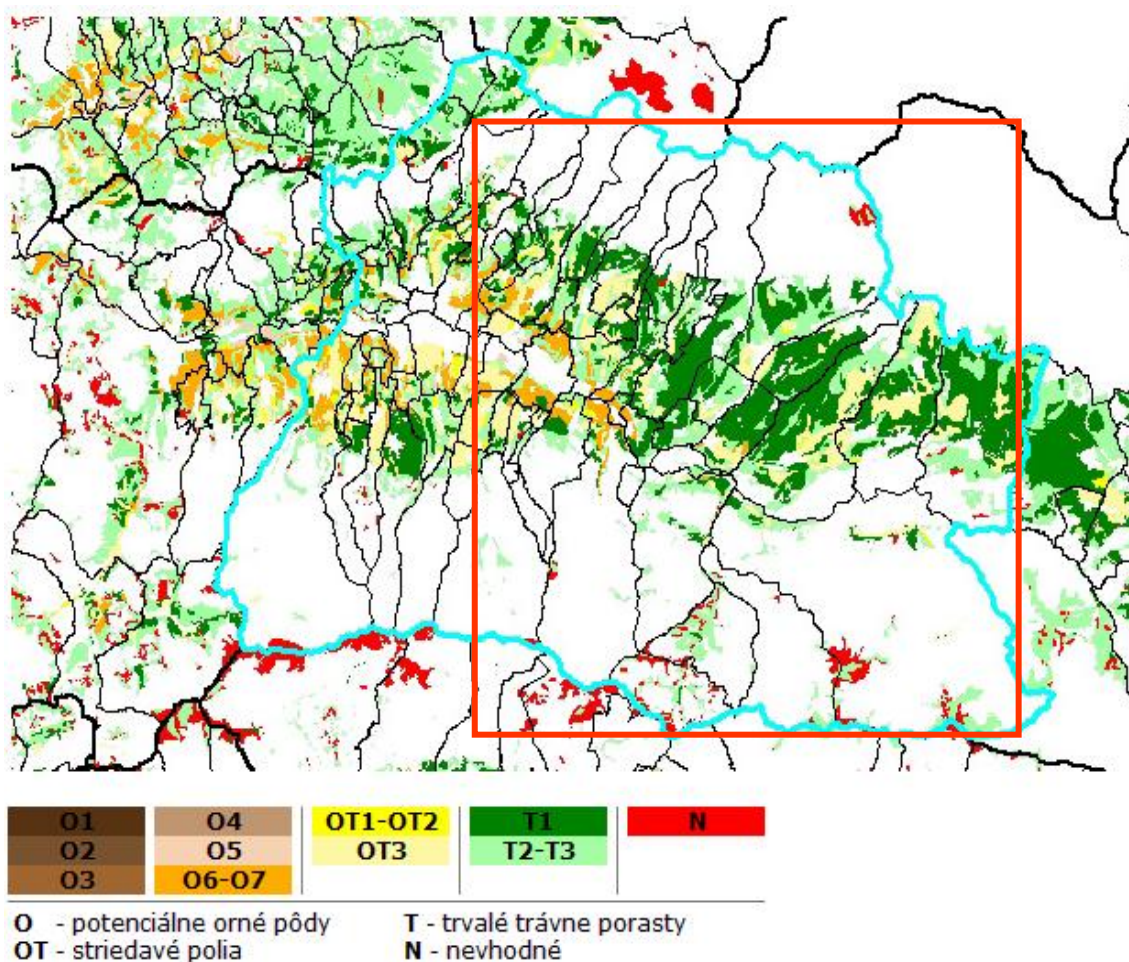 O1 O4 OT1-OT2 T1 N
O2 O5 OT3 T2-T3
O3 O6-O7
O - potenciálne orné pôdy T - trvalé trávne porasty
OT - striedavé polia N - nevhodné